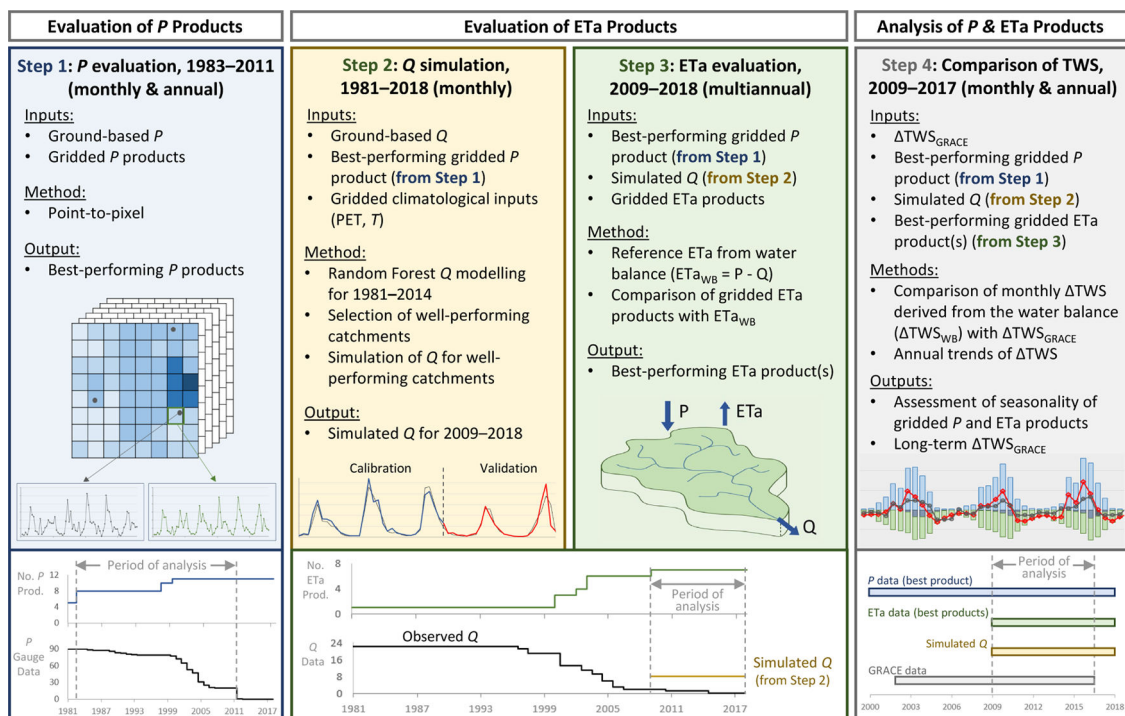 Evaluation of P Products
Evaluation of ETa Products
Analysis of P & ETa Products
Step 1: P evaluation, 1983–2011
(monthly & annual)
Inputs:
• Ground-based P
• Gridded P products
Method:
• Point-to-pixel
Output:
• Best-performing P products
Step 2: Q simulation,
1981–2018 (monthly)
Inputs:
• Ground-based Q
• Best-performing gridded P
product (from Step 1)
• Gridded climatological inputs
(PET, T)
Method:
• Random Forest Q modelling
for 1981–2014
• Selection of well-performing
catchments
• Simulation of Q for well-
performing catchments
Output:
• Simulated Q for 2009–2018
Calibration
Validation
Step 3: ETa evaluation,
2009–2018 (multiannual)
Inputs:
• Best-performing gridded P
product (from Step 1)
• Simulated Q (from Step 2)
• Gridded ETa products
Method:
• Reference ETa from water
balance (ETaWB = P - Q)
• Comparison of gridded ETa
products with ETaWB
Output:
• Best-performing ETa product(s)
P
ETa
Q
Step 4: Comparison of TWS,
2009–2017 (monthly & annual)
Inputs:
• ΔTWSGRACE
• Best-performing gridded P
product (from Step 1)
• Simulated Q (from Step 2)
• Best-performing gridded ETa
product(s) (from Step 3)
Methods:
• Comparison of monthly ΔTWS
derived from the water balance
(ΔTWSWB) with ΔTWSGRACE
• Annual trends of ΔTWS
Outputs:
• Assessment of seasonality of
gridded P and ETa products
• Long-term ΔTWSGRACE
No. P
Prod.
12
8
4
Period of analysis
P
Gauge
Data
90
60
30
0
1981 1987 1993 1999 2005 2011 2017
No.
ETa
Prod.
8
4
0
Period of
analysis
Q
Data
24
16
8
0
Observed Q
Simulated Q
(from Step 2)
1981 1987 1993 1999 2005 2011 2017
Period of
analysis
P data (best product)
ETa data (best products)
Simulated Q
GRACE data
2000 2003 2006 2009 2012 2015 2018